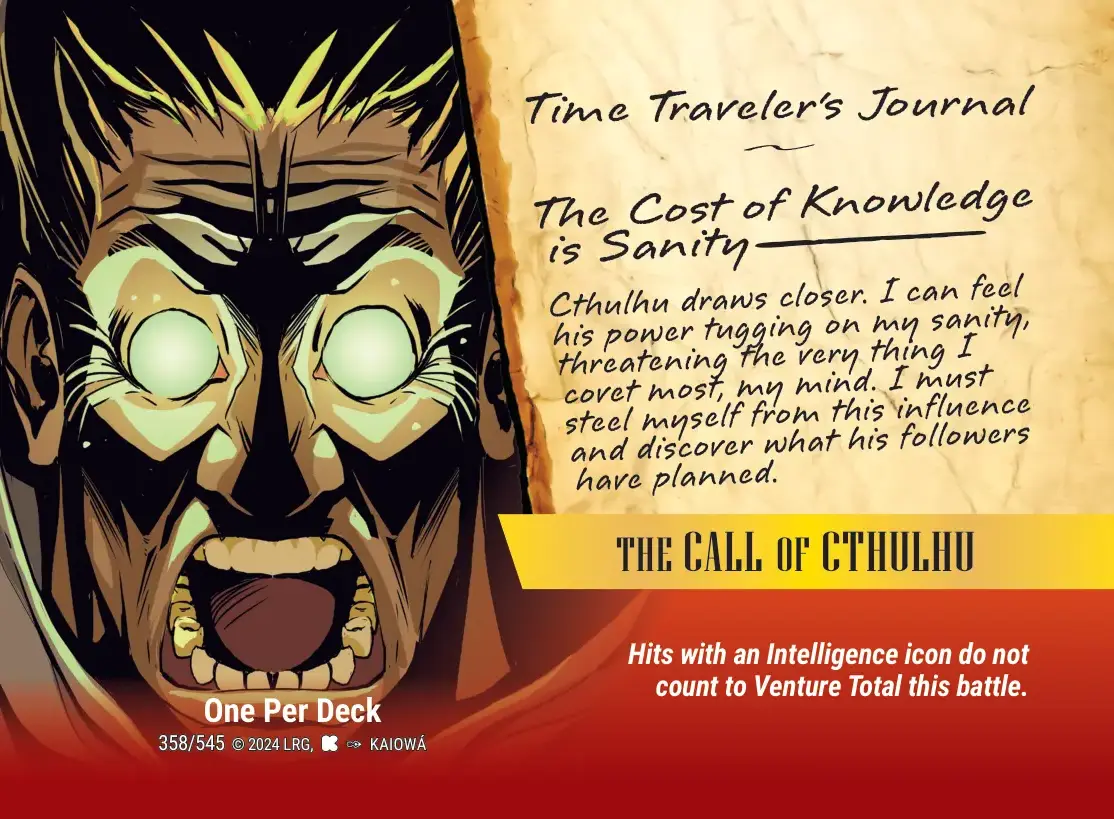 Time Traveler's Journal
The Cost of Knowledge
is Sanity
Cthulhu draws closer. I can feel
his power tugging on my sanity,
threatening the very thing I
covet most, my mind. I must
steel myself from this influence
and discover what his followers
have planned.
THE CALL OF CTHULHU
Hits with an Intelligence icon do not
count to Venture Total this battle.
One Per Deck
358/545 © 2024 LRG, KAIOWÁ